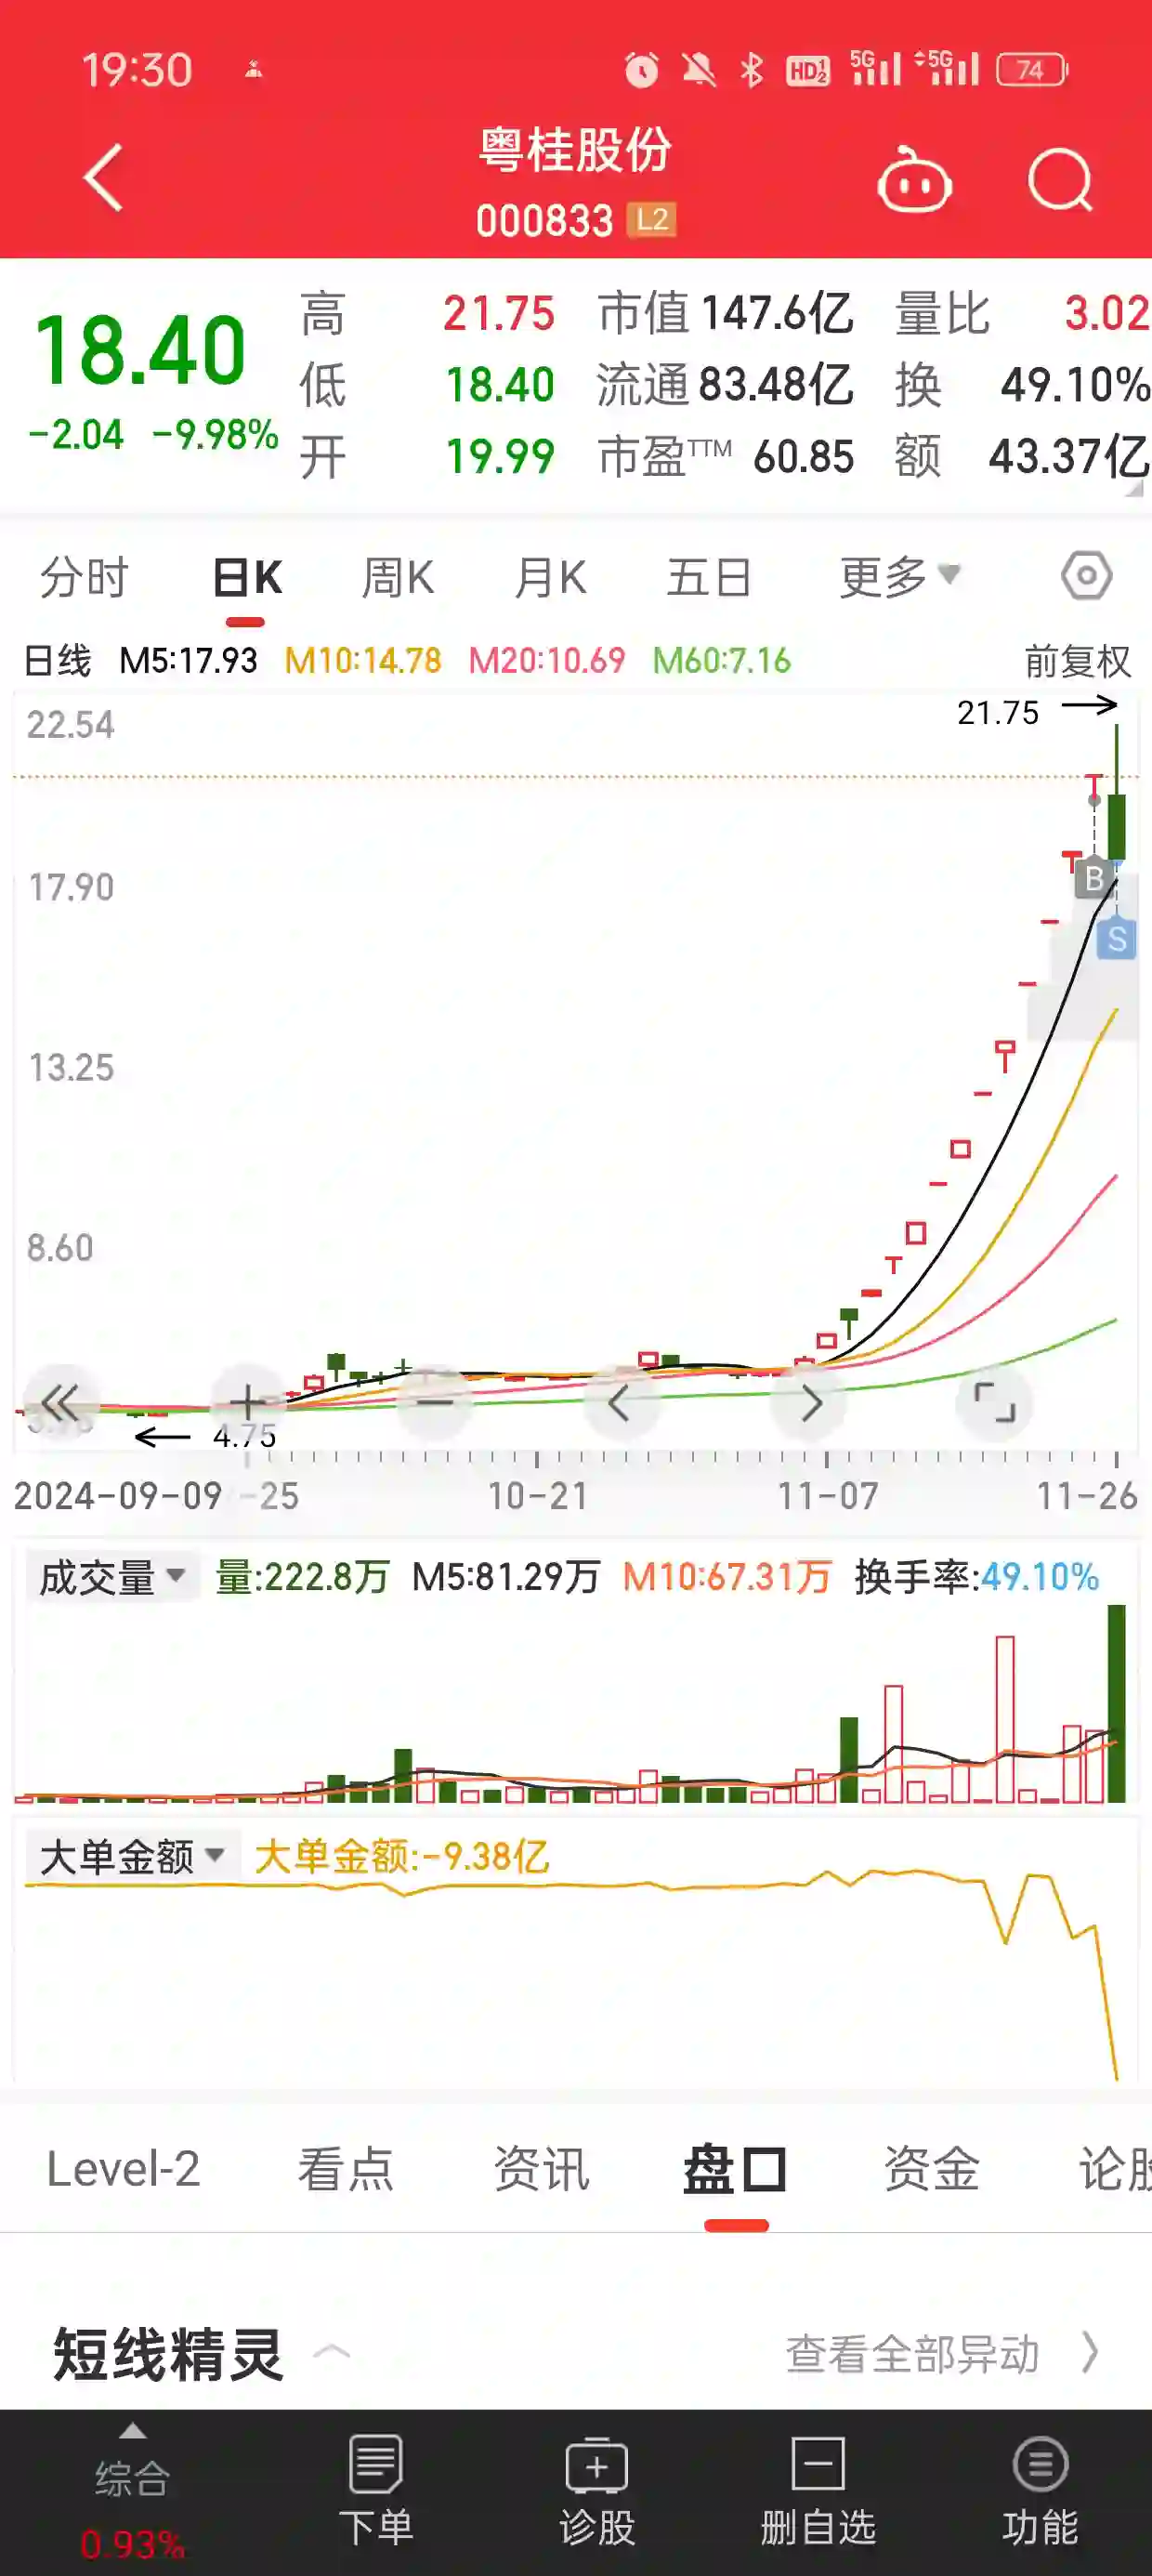 19:30 HD 1 2 5G 5G 74
粤桂股份
000833 L2
18.40
-2.04 -9.98%
高 21.75 市值 147.6亿 量比 3.02
低 18.40 流通 83.48亿 换 49.10%
开 19.99 市盈TTM 60.85 额 43.37亿
分时 日K 周K 月K 五日 更多
日线 M5:17.93 M10:14.78 M20:10.69 M60:7.16 前复权
22.54
21.75
17.90
B
S
13.25
8.60
4.75
2024-09-09 -25 10-21 11-07 11-26
成交量 量:222.8万 M5:81.29万 M10:67.31万 换手率:49.10%
大单金额 大单金额:-9.38亿
Level-2 看点 资讯 盘口 资金 论股
短线精灵 查看全部异动
综合 下单 诊股 删自选 功能
0.93%